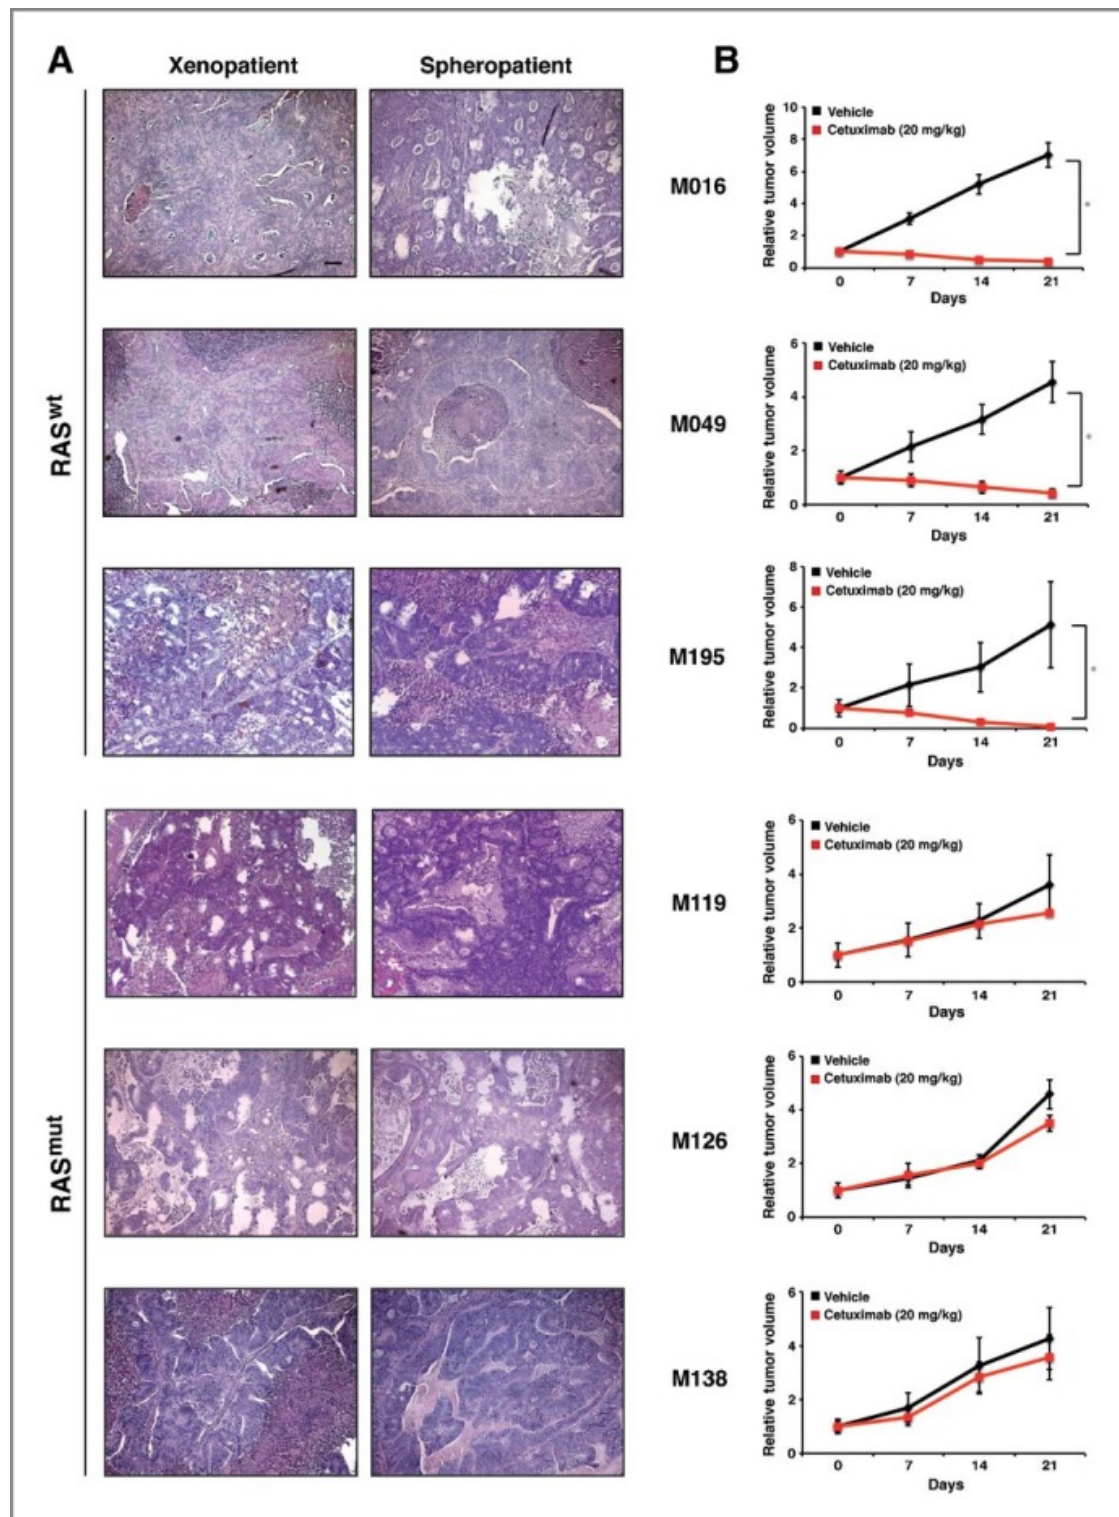 A
Xenopatient Spheropatient
B
RASwt
M016
Relative tumor volume
10
8
6
4
2
0
Vehicle
Cetuximab (20 mg/kg)
*
0 7 14 21
Days
M049
Relative tumor volume
6
4
2
0
Vehicle
Cetuximab (20 mg/kg)
*
0 7 14 21
Days
M195
Relative tumor volume
8
6
4
2
0
Vehicle
Cetuximab (20 mg/kg)
*
0 7 14 21
Days
RASmut
M119
Relative tumor volume
6
4
2
0
Vehicle
Cetuximab (20 mg/kg)
0 7 14 21
Days
M126
Relative tumor volume
6
4
2
0
Vehicle
Cetuximab (20 mg/kg)
0 7 14 21
Days
M138
Relative tumor volume
6
4
2
0
Vehicle
Cetuximab (20 mg/kg)
0 7 14 21
Days